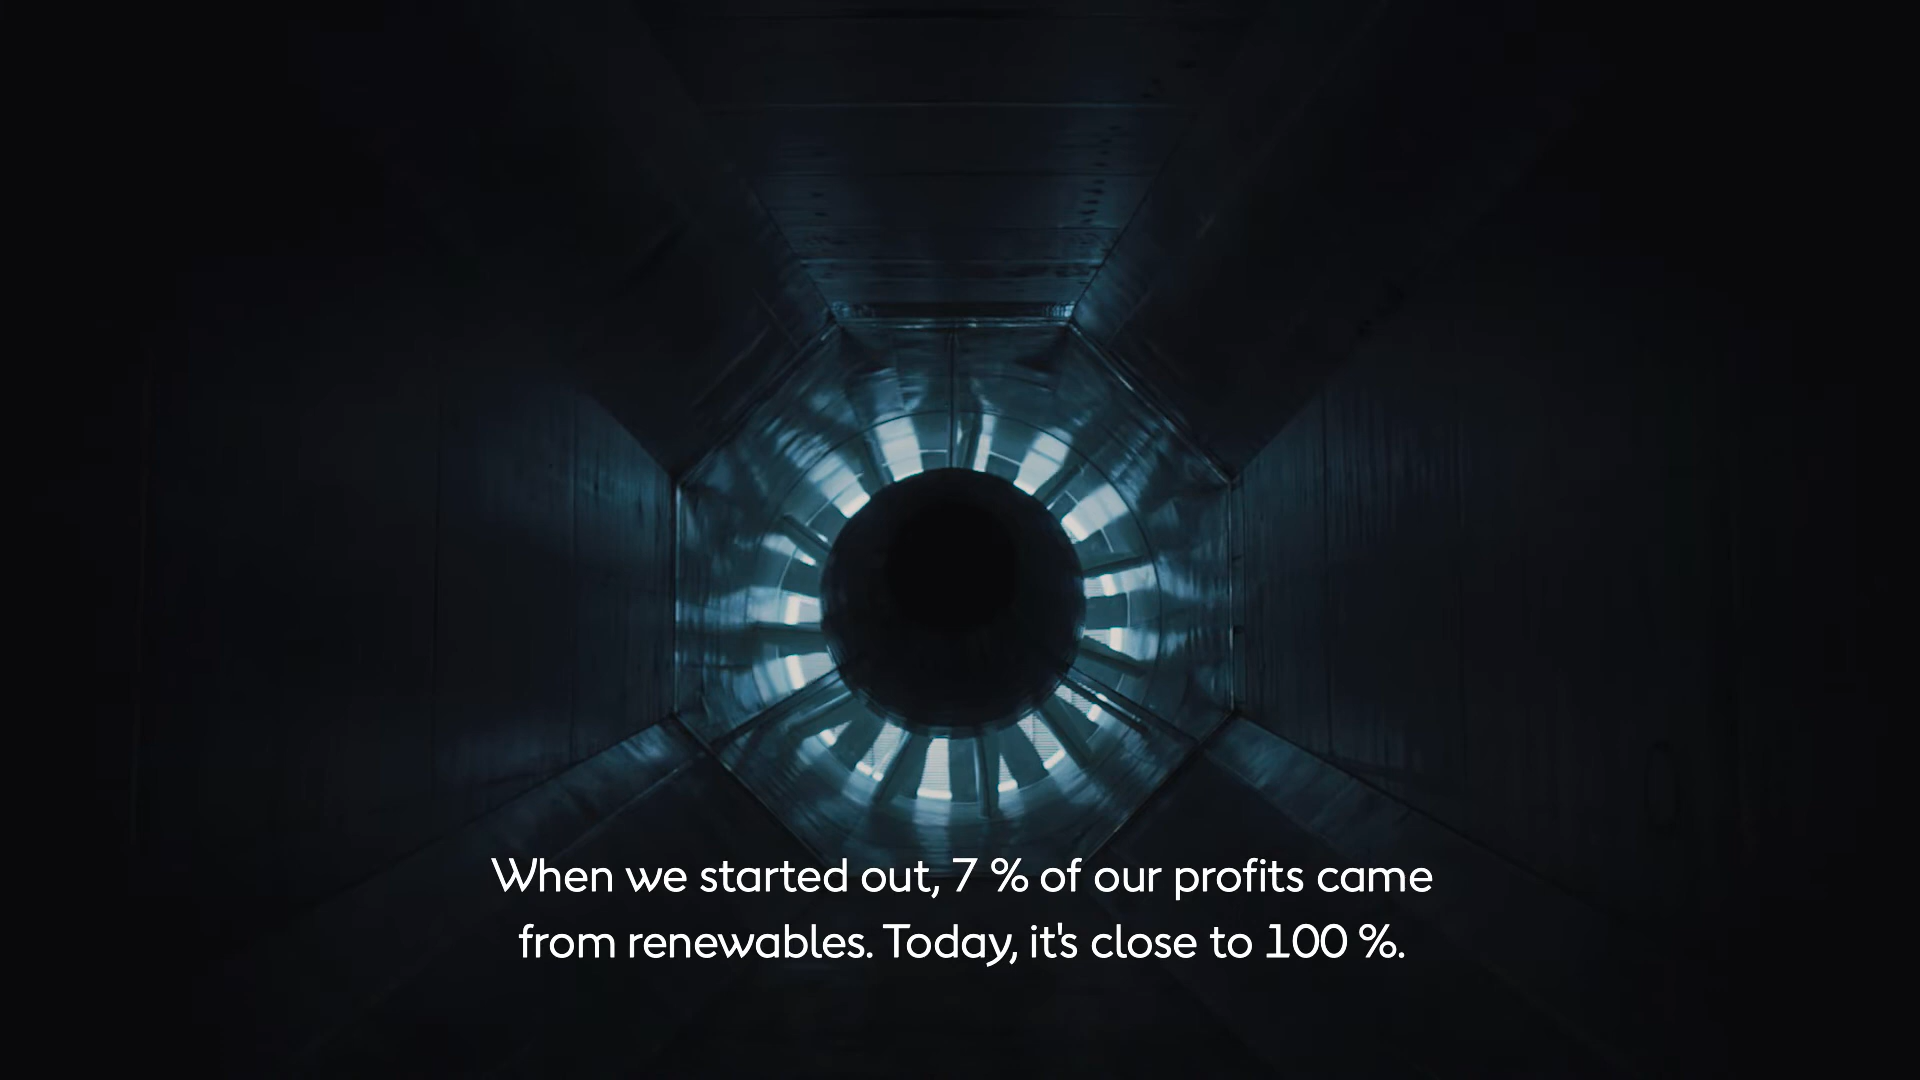 When we started out, 7 % of our profits came
from renewables. Today, it's close to 100 %.